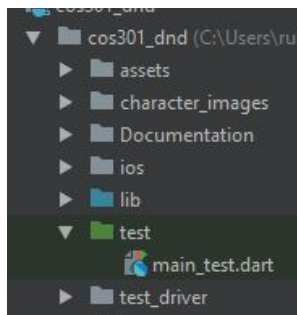 cos301_dnd (C:\Users\ru
assets
character_images
Documentation
ios
lib
test
main_test.dart
test_driver